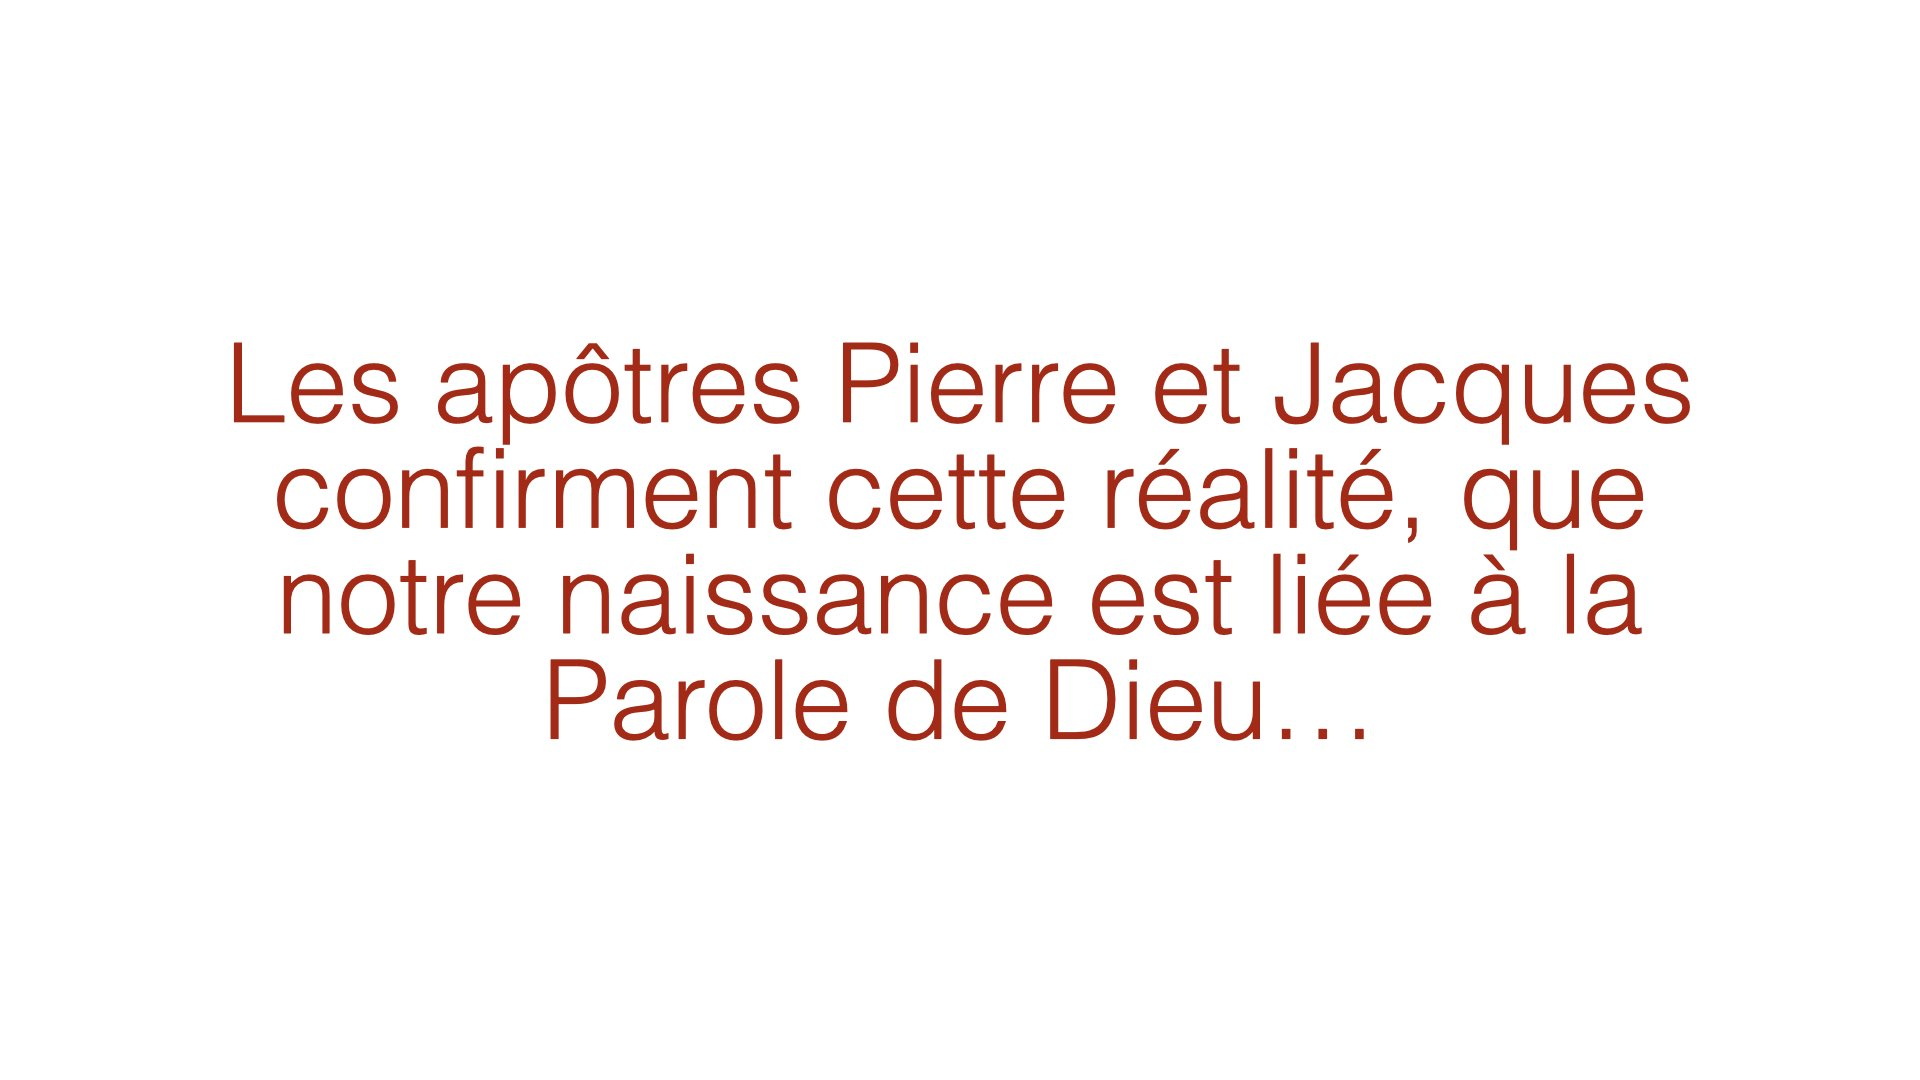 Les apôtres Pierre et Jacques
confirment cette réalité, que
notre naissance est liée à la
Parole de Dieu…